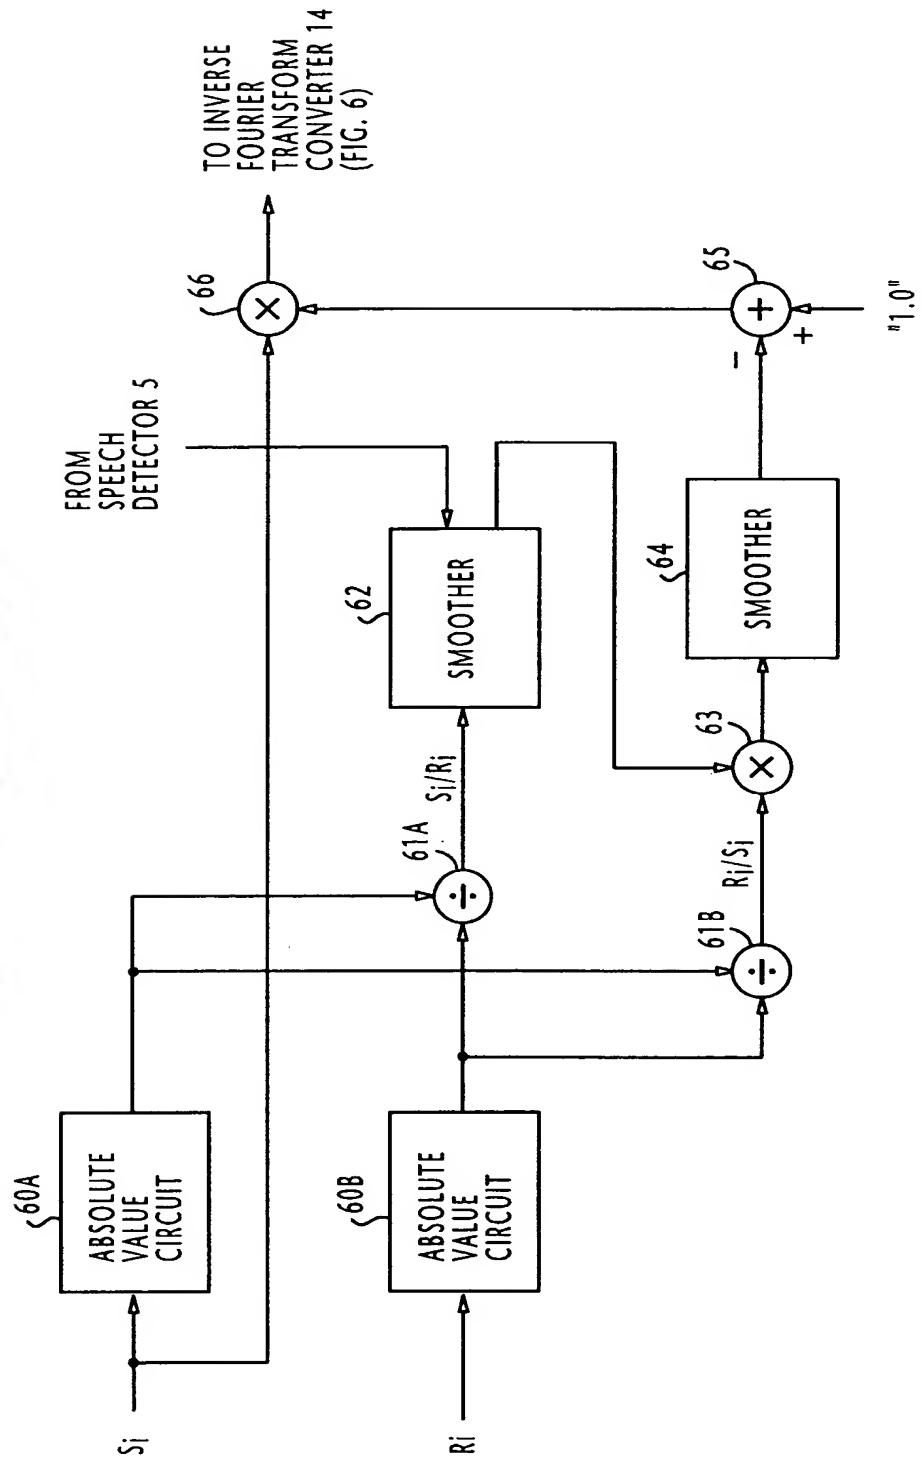 Si
60A
ABSOLUTE
VALUE
CIRCUIT
Ri
60B
ABSOLUTE
VALUE
CIRCUIT
61A
÷
Si/Ri
61B
÷
Ri/Si
62
SMOOTHER
FROM
SPEECH
DETECTOR 5
63
×
64
SMOOTHER
65
+
-
+
"1.0"
66
×
TO INVERSE
FOURIER
TRANSFORM
CONVERTER 14
(FIG. 6)